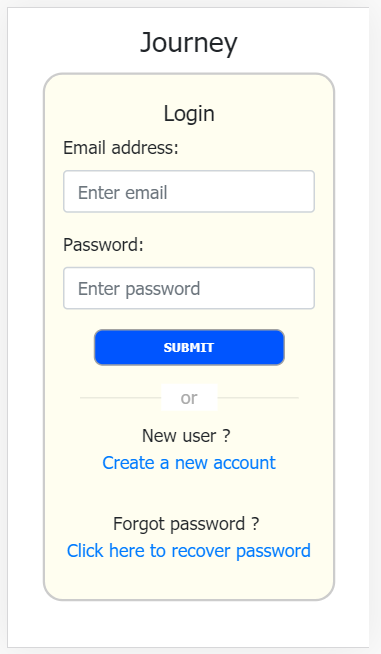 Journey
Login
Email address:
Enter email
Password:
Enter password
SUBMIT
or
New user ?
Create a new account
Forgot password ?
Click here to recover password